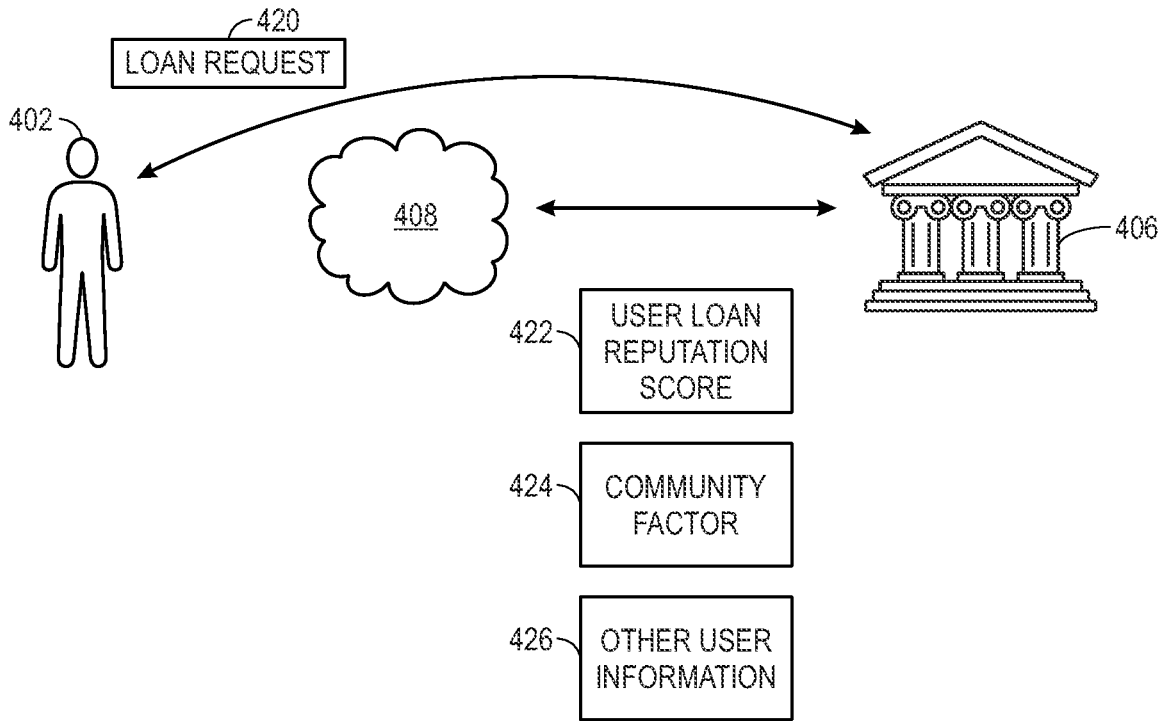 420
LOAN REQUEST
402
408
406
422
USER LOAN
REPUTATION
SCORE
424
COMMUNITY
FACTOR
426
OTHER USER
INFORMATION